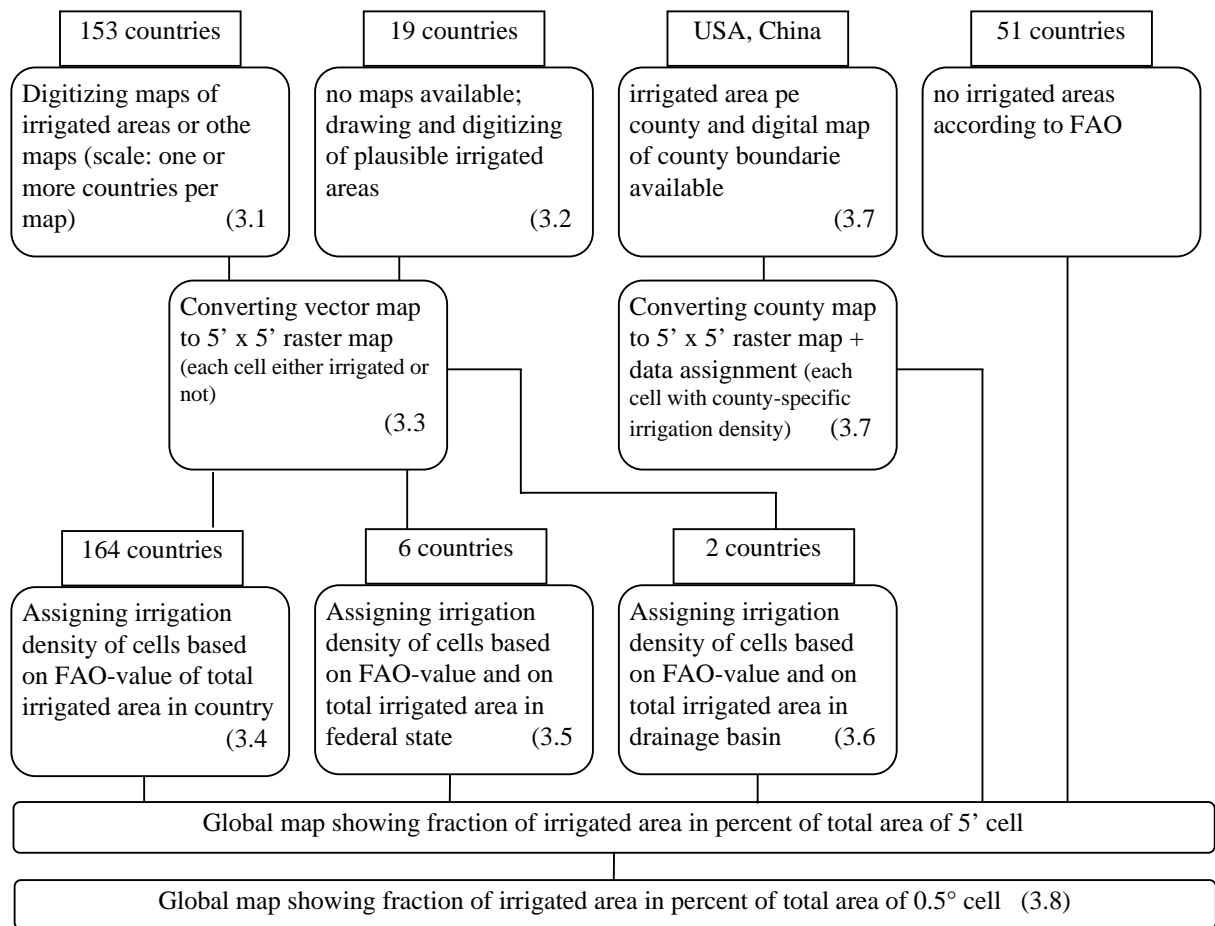 153 countries
Digitizing maps of
irrigated areas or othe
maps (scale: one or
more countries per
map) (3.1
19 countries
no maps available;
drawing and digitizing
of plausible irrigated
areas
(3.2
USA, China
irrigated area pe
county and digital map
of county boundarie
available
(3.7
51 countries
no irrigated areas
according to FAO
Converting vector map
to 5’ x 5’ raster map
(each cell either irrigated or
not)
(3.3
Converting county map
to 5’ x 5’ raster map +
data assignment (each
cell with county-specific
irrigation density) (3.7
164 countries
Assigning irrigation
density of cells based
on FAO-value of total
irrigated area in country
(3.4
6 countries
Assigning irrigation
density of cells based
on FAO-value and on
total irrigated area in
federal state (3.5
2 countries
Assigning irrigation
density of cells based
on FAO-value and on
total irrigated area in
drainage basin (3.6
Global map showing fraction of irrigated area in percent of total area of 5’ cell
Global map showing fraction of irrigated area in percent of total area of 0.5° cell (3.8)